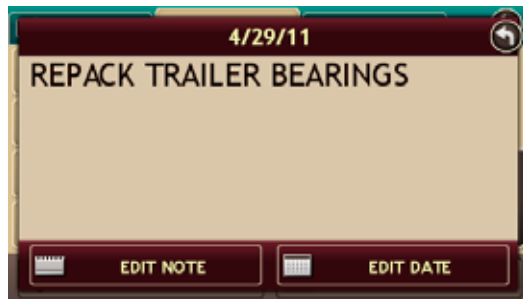 4/29/11
REPACK TRAILER BEARINGS
EDIT NOTE
EDIT DATE